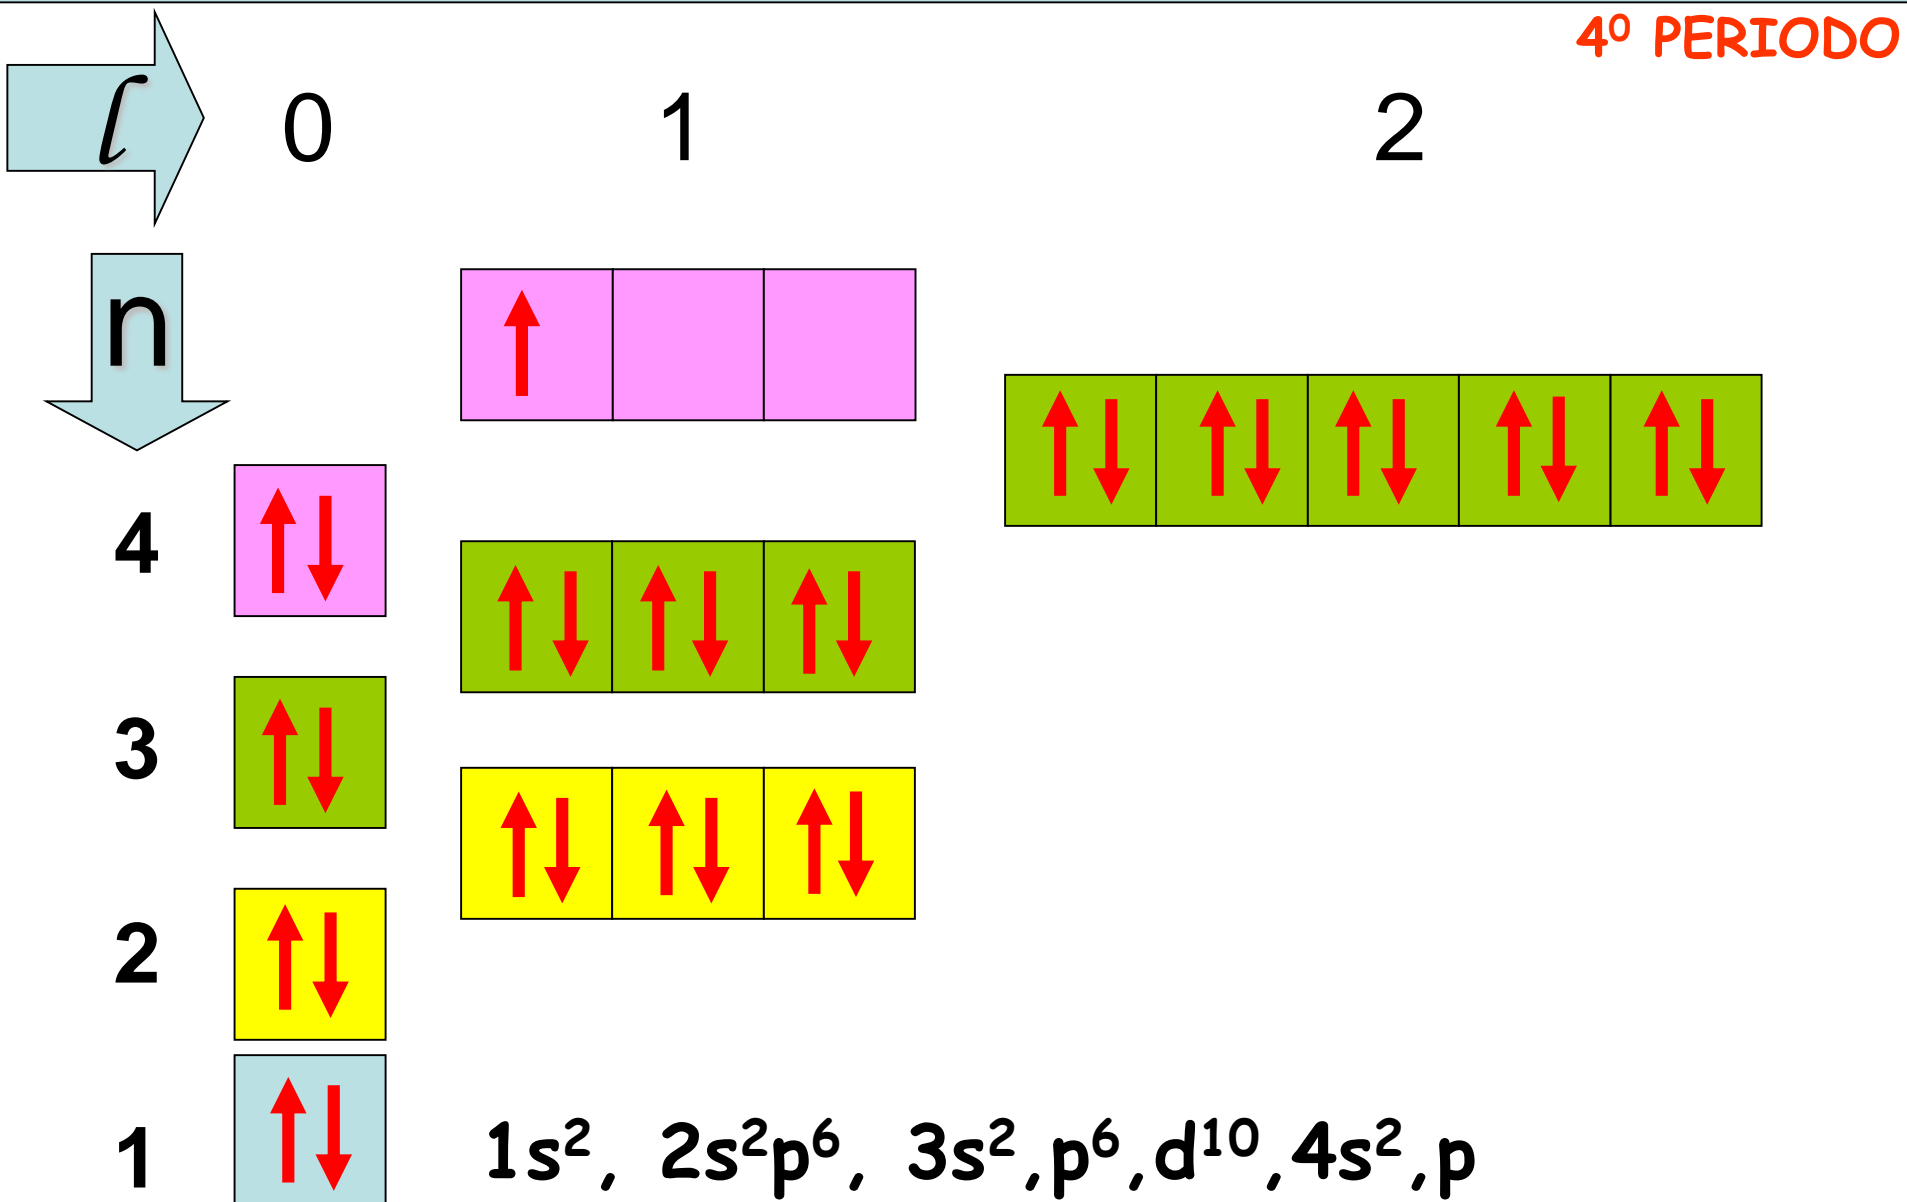 4⁰ PERIODO
l 0 1 2
n
4
3
2
1 1s², 2s²p⁶, 3s²,p⁶,d¹⁰,4s²,p